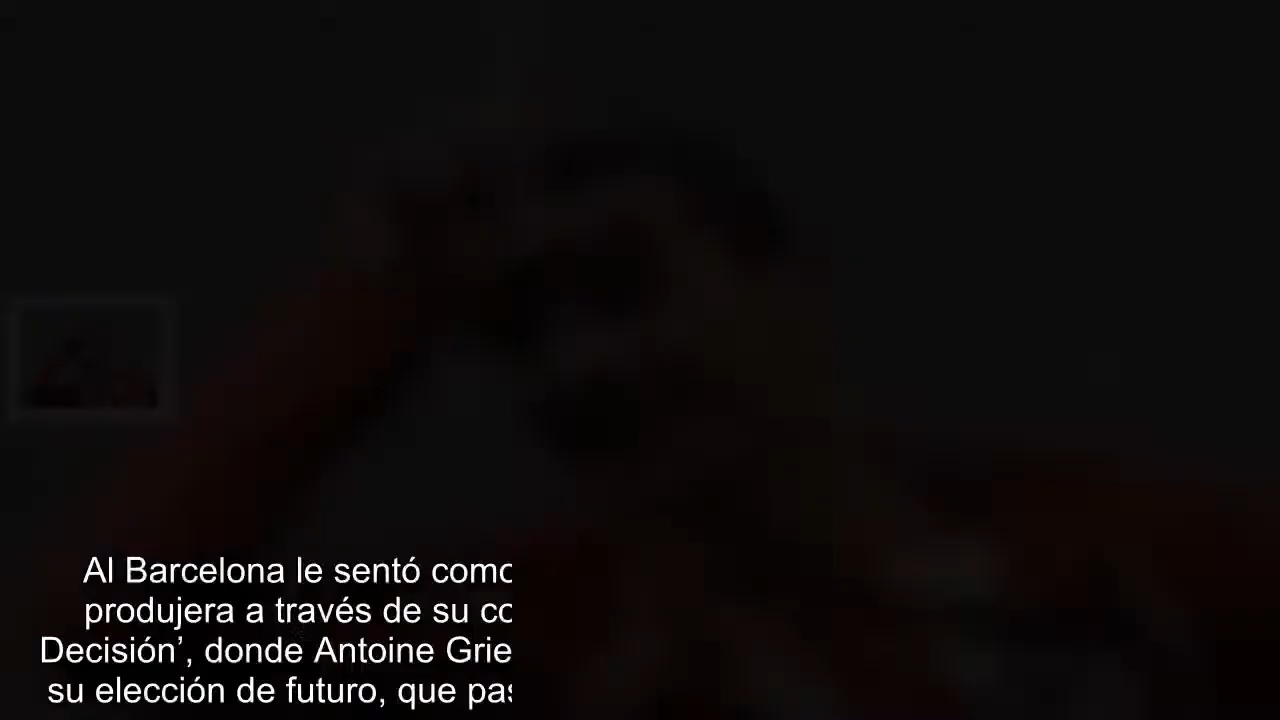 Al Barcelona le sentó como
produjera a través de su
Decisión’, donde Antoine
su elección de futuro, que